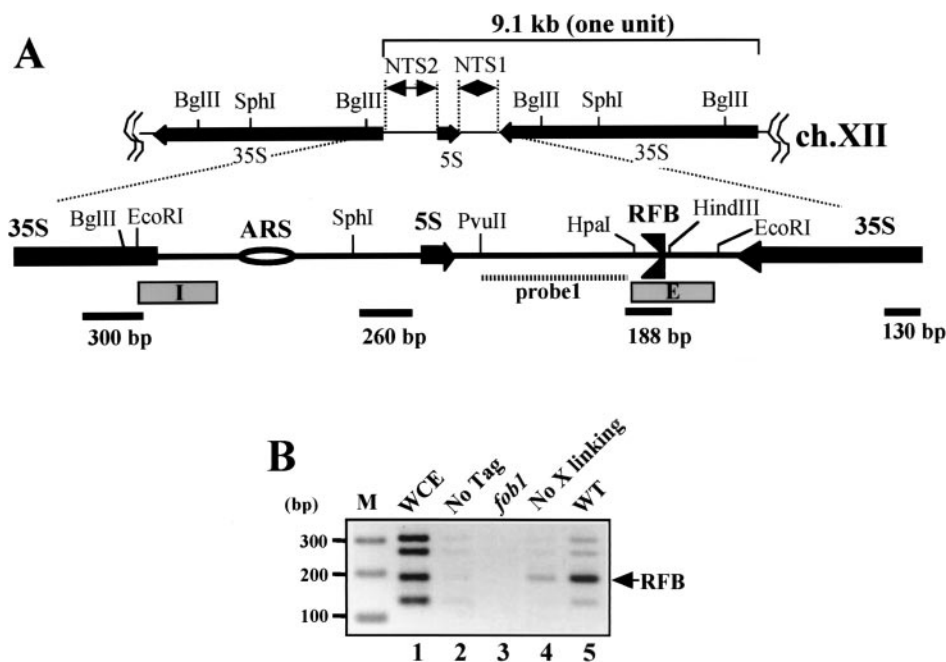 A
9.1 kb (one unit)
NTS2 NTS1
BglII SphI BglII BglII SphI BglII
35S 5S 35S
ch.XII
35S BglII EcoRI ARS SphI 5S PvuII HpaI RFB HindIII EcoRI 35S
I probe1 E
300 bp 260 bp 188 bp 130 bp
B
(bp) M WCE No Tag fob1 No X linking WT
300
200
100
RFB
1 2 3 4 5